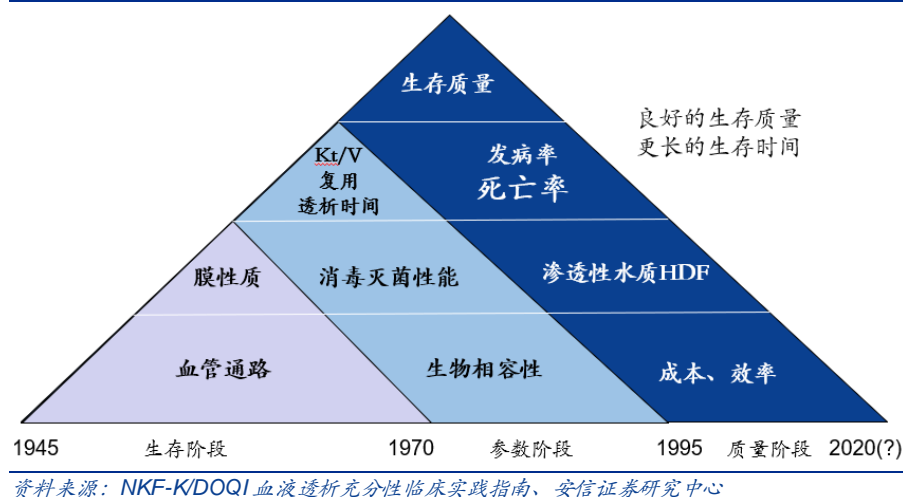 生存质量
良好的生存质量
更长的生存时间
Kt/V
复用
透析时间
发病率
死亡率
膜性质
消毒灭菌性能
渗透性水质HDF
血管通路
生物相容性
成本、效率
1945 生存阶段 1970 参数阶段 1995 质量阶段 2020(?)
资料来源：NKF-K/DOQI 血液透析充分性临床实践指南、安信证券研究中心